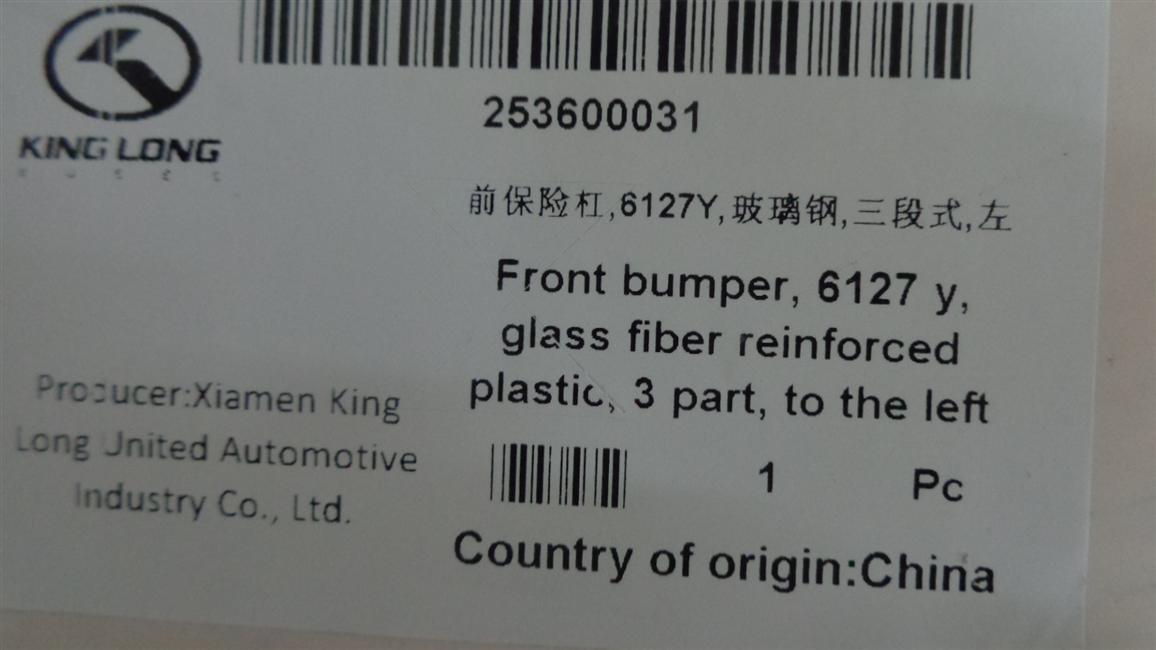 KING LONG
253600031
前保险杠,6127Y,玻璃钢,三段式,左
Front bumper, 6127 y,
glass fiber reinforced
plastic, 3 part, to the left
Producer:Xiamen King
Long United Automotive
Industry Co., Ltd.
1 Pc
Country of origin:China